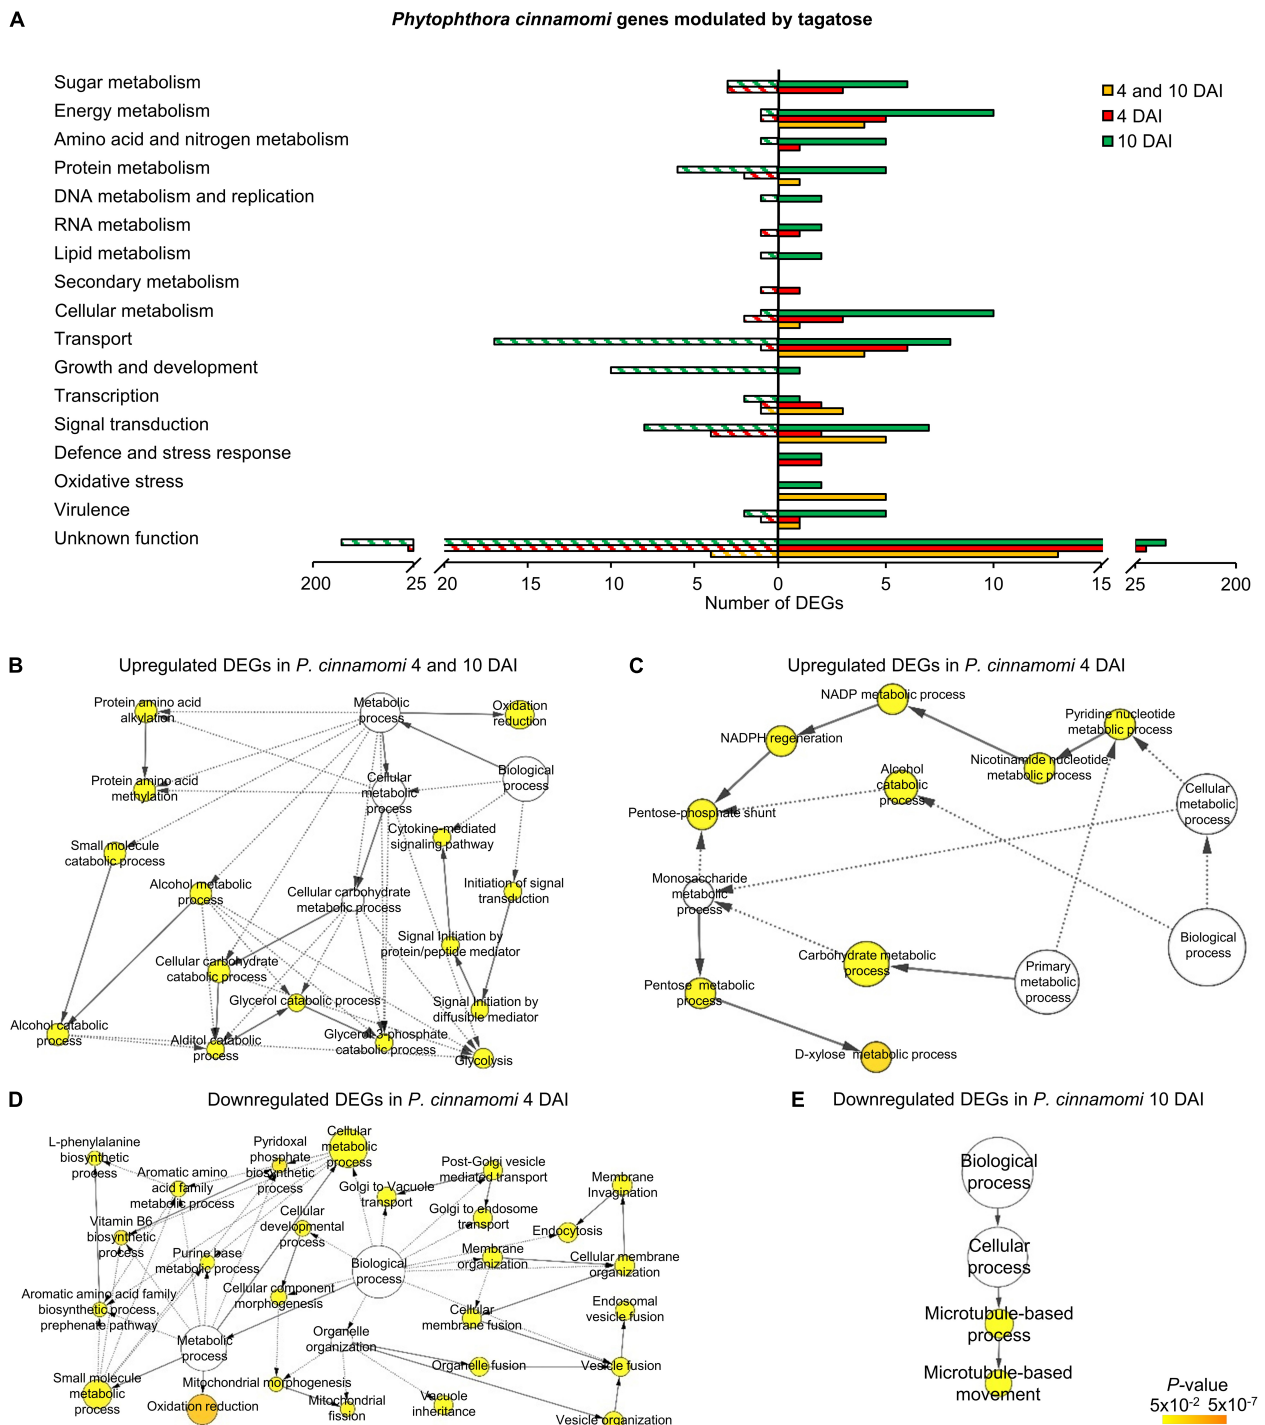 A
Phytophthora cinnamomi genes modulated by tagatose
Sugar metabolism
Energy metabolism
Amino acid and nitrogen metabolism
Protein metabolism
DNA metabolism and replication
RNA metabolism
Lipid metabolism
Secondary metabolism
Cellular metabolism
Transport
Growth and development
Transcription
Signal transduction
Defence and stress response
Oxidative stress
Virulence
Unknown function
4 and 10 DAI
4 DAI
10 DAI
200 25 20 15 10 5 0 5 10 15 25 200
Number of DEGs
B
Upregulated DEGs in P. cinnamomi 4 and 10 DAI
Protein amino acid
alkylation
Metabolic
process
Oxidation
reduction
Protein amino acid
methylation
Cellular
metabolic
process
Biological
process
Cytokine-mediated
signaling pathway
Small molecule
catabolic process
Alcohol metabolic
process
Cellular carbohydrate
metabolic process
Initiation of signal
transduction
Signal Initiation by
protein/peptide mediator
Cellular carbohydrate
catabolic process
Glycerol catabolic process
Signal Initiation by
diffusible mediator
Alcohol catabolic
process
Alditol catabolic
process
Glycerol-3-phosphate
catabolic process
Glycolysis
C
Upregulated DEGs in P. cinnamomi 4 DAI
NADP metabolic process
Pyridine nucleotide
metabolic process
NADPH regeneration
Nicotinamide nucleotide
metabolic process
Alcohol
catabolic
process
Cellular
metabolic
process
Pentose-phosphate shunt
Monosaccharide
metabolic
process
Carbohydrate metabolic
process
Biological
process
Primary
metabolic
process
Pentose metabolic
process
D-xylose metabolic process
D
Downregulated DEGs in P. cinnamomi 4 DAI
L-phenylalanine
biosynthetic
process
Pyridoxal
phosphate
biosynthetic
process
Cellular
metabolic
process
Aromatic amino
acid family
metabolic process
Golgi to Vacuole
transport
Post-Golgi vesicle
mediated transport
Membrane
Invagination
Vitamin B6
biosynthetic
process
Cellular
developmental
process
Golgi to endosome
transport
Endocytosis
Purine base
metabolic process
Biological
process
Membrane
organization
Cellular membrane
organization
Aromatic amino acid family
biosynthetic process,
prephenate pathway
Cellular component
morphogenesis
Cellular
membrane fusion
Endosomal
vesicle fusion
Metabolic
process
Organelle
organization
Organelle fusion
Vesicle fusion
Small molecule
metabolic
process
Mitochondrial morphogenesis
Oxidation reduction
Mitochondrial
fission
Vacuole
inheritance
Vesicle organization
E
Downregulated DEGs in P. cinnamomi 10 DAI
Biological
process
Cellular
process
Microtubule-based
process
Microtubule-based
movement
P-value
5x10⁻² 5x10⁻⁷